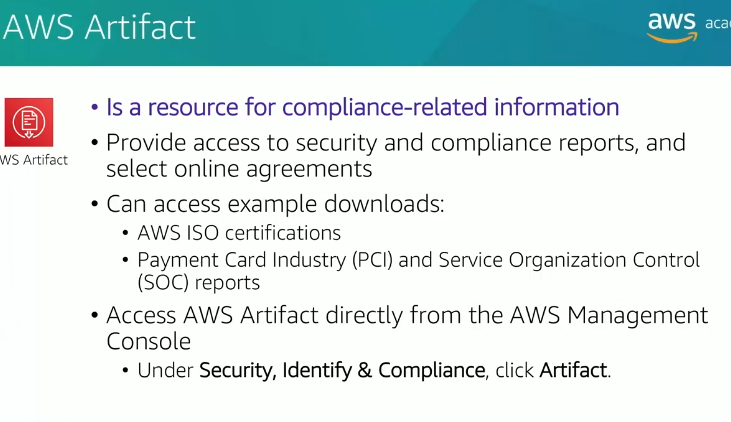 AWS Artifact
aws aca
• Is a resource for compliance-related information
• Provide access to security and compliance reports, and
select online agreements
WS Artifact
• Can access example downloads:
• AWS ISO certifications
• Payment Card Industry (PCI) and Service Organization Control
(SOC) reports
• Access AWS Artifact directly from the AWS Management
Console
• Under Security, Identify & Compliance, click Artifact.